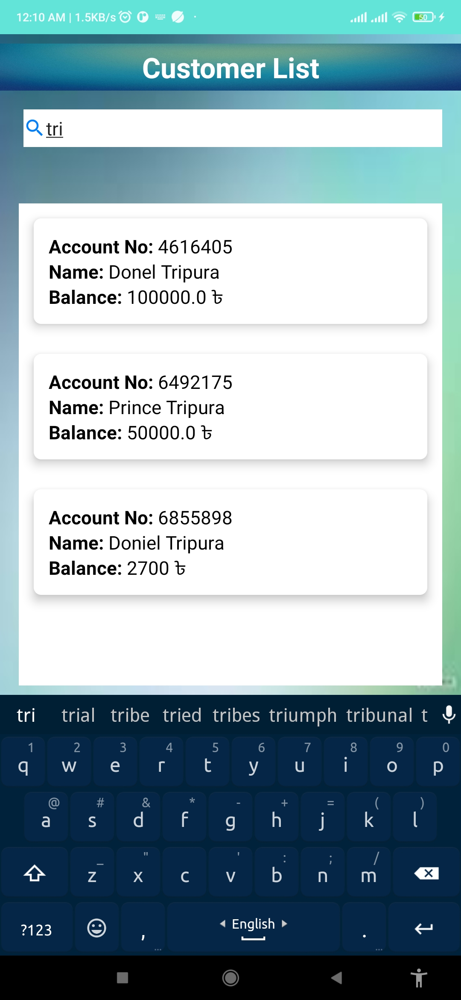 12:10 AM | 1.5KB/s
50
Customer List
tri
Account No: 4616405
Name: Donel Tripura
Balance: 100000.0 ৳
Account No: 6492175
Name: Prince Tripura
Balance: 50000.0 ৳
Account No: 6855898
Name: Doniel Tripura
Balance: 2700 ৳
tri trial tribe tried tribes triumph tribunal t
1 2 3 4 5 6 7 8 9 0
q w e r t y u i o p
@ # & * - + = ( )
a s d f g h j k l
_ " ' : ; /
z x c v b n m
?123 , English .
... ...